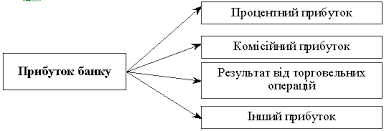 Прибуток банку
Процентний прибуток
Комісійний прибуток
Результат від торговельних
операцій
Інший прибуток